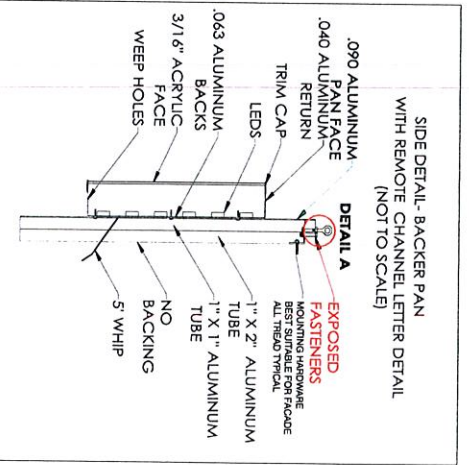 SIDE DETAIL- BACKER PAN
WITH REMOTE CHANNEL LETTER DETAIL
(NOT TO SCALE)
.090 ALUMINUM
PAN FACE
.040 ALUMINUM
RETURN
TRIM CAP
LEDS
.063 ALUMINUM
BACKS
3/16" ACRYLIC
FACE
WEEP HOLES
DETAIL A
EXPOSED
FASTENERS
MOUNTING HARDWARE
BEST SUITABLE FOR FACADE
ALL THREAD TYPICAL
1" X 2" ALUMINUM
TUBE
1" X 1" ALUMINUM
TUBE
NO
BACKING
5' WHIP